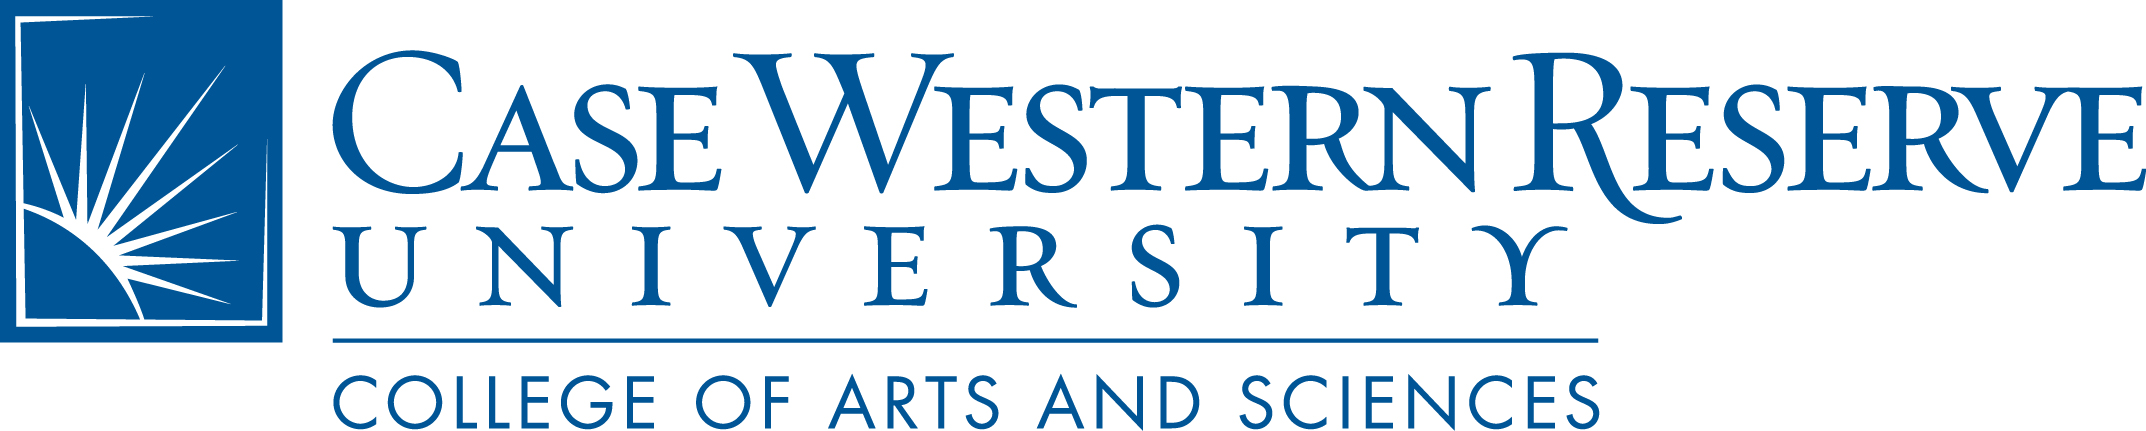 CASE WESTERN RESERVE
UNIVERSITY
COLLEGE OF ARTS AND SCIENCES